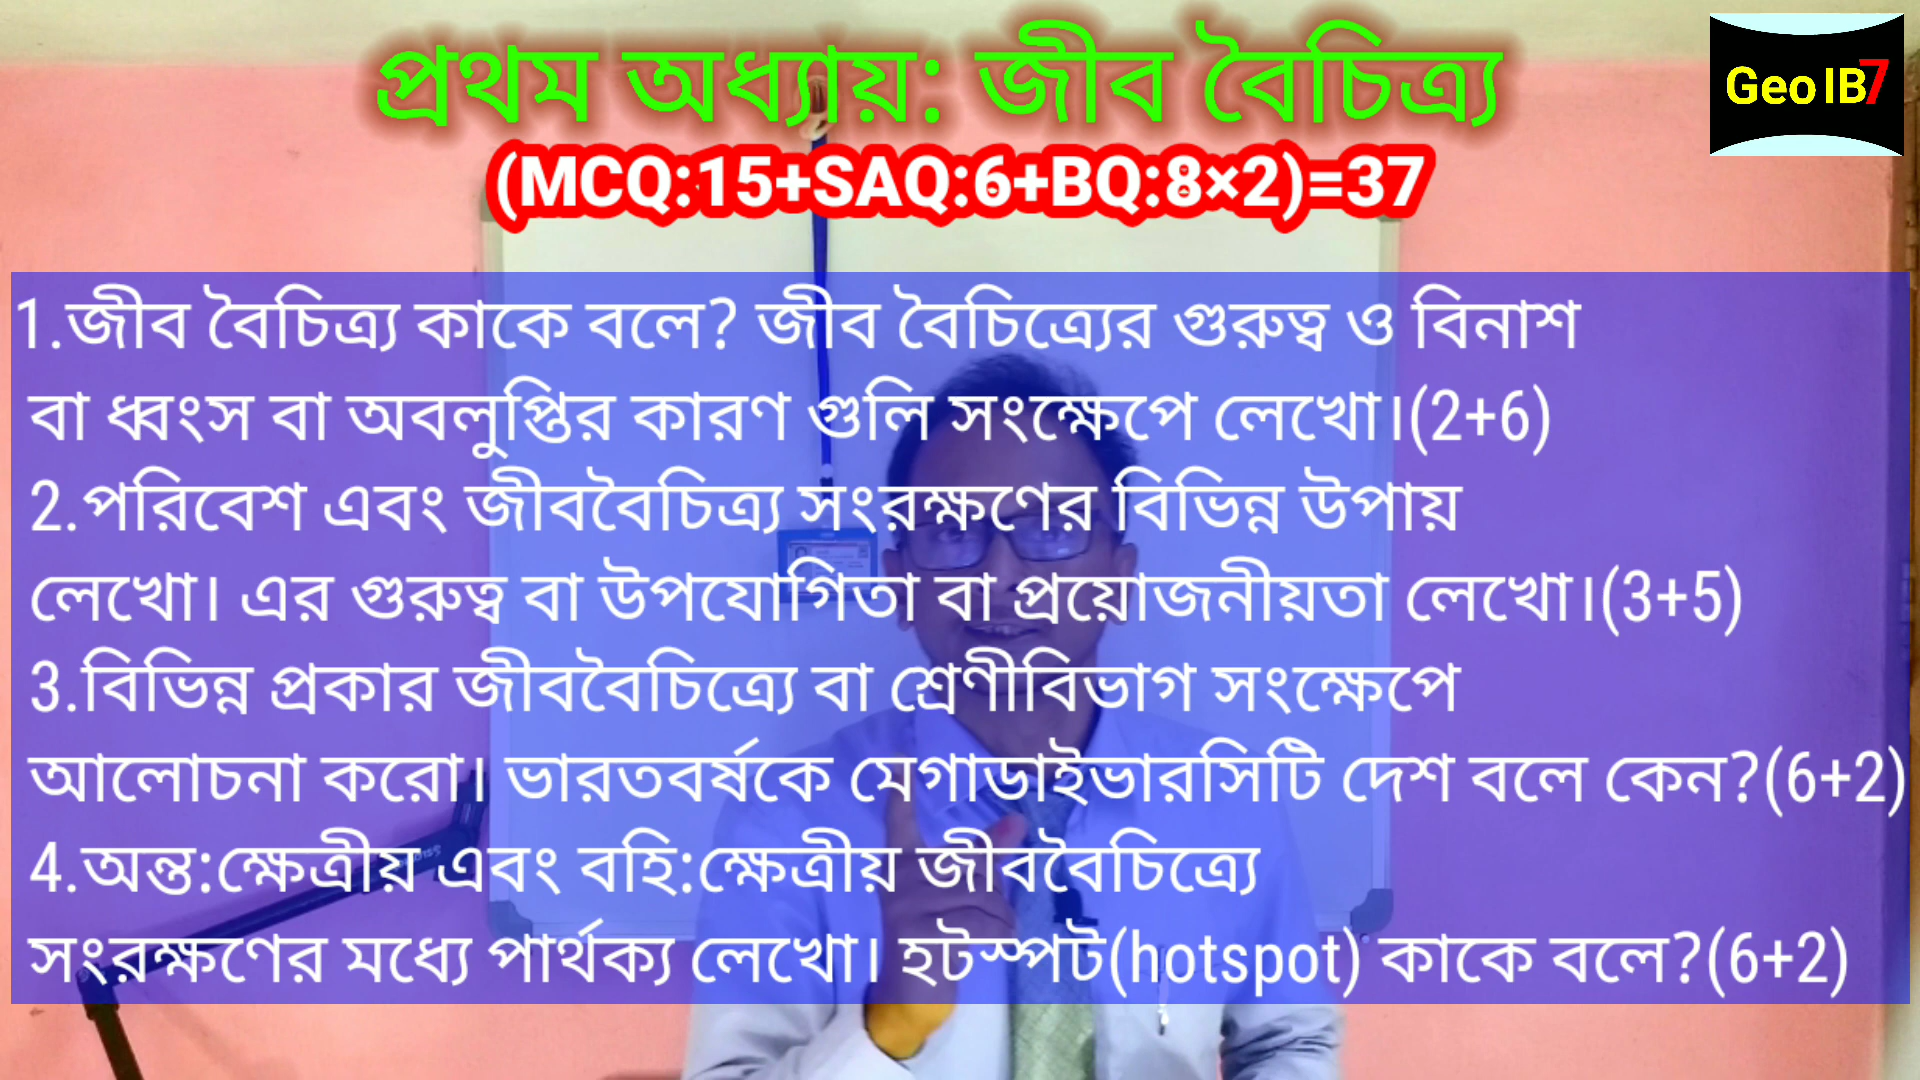 প্রথম অধ্যায়: জীব বৈচিত্র্য
Geo IB7
(MCQ:15+SAQ:6+BQ:8×2)=37
1.জীব বৈচিত্র্য কাকে বলে? জীব বৈচিত্র্যের গুরুত্ব ও বিনাশ
বা ধ্বংস বা অবলুপ্তির কারণ গুলি সংক্ষেপে লেখো।(2+6)
2.পরিবেশ এবং জীববৈচিত্র্য সংরক্ষণের বিভিন্ন উপায়
লেখো। এর গুরুত্ব বা উপযোগিতা বা প্রয়োজনীয়তা লেখো।(3+5)
3.বিভিন্ন প্রকার জীববৈচিত্র্যে বা শ্রেণীবিভাগ সংক্ষেপে
আলোচনা করো। ভারতবর্ষকে মেগাডাইভারসিটি দেশ বলে কেন?(6+2)
4.অন্ত:ক্ষেত্রীয় এবং বহি:ক্ষেত্রীয় জীববৈচিত্র্যে
সংরক্ষণের মধ্যে পার্থক্য লেখো। হটস্পট(hotspot) কাকে বলে?(6+2)